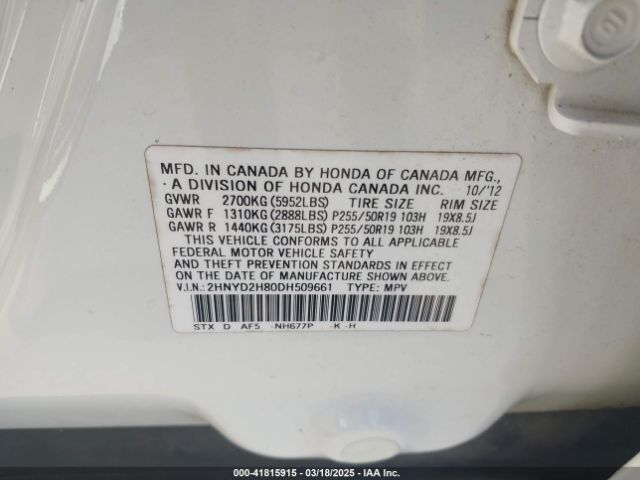 MFD. IN CANADA BY HONDA OF CANADA MFG.,
A DIVISION OF HONDA CANADA INC. 10/'12
GVWR 2700KG(5952LBS) TIRE SIZE RIM SIZE
GAWR F 1310KG(2888LBS) P255/50R19 103H 19X8.5J
GAWR R 1440KG(3175LBS) P255/50R19 103H 19X8.5J
THIS VEHICLE CONFORMS TO ALL APPLICABLE
FEDERAL MOTOR VEHICLE SAFETY
AND THEFT PREVENTION STANDARDS IN EFFECT
ON THE DATE OF MANUFACTURE SHOWN ABOVE.
V.I.N.: 2HNYD2H80DH509661 TYPE: MPV
STX D AF5 NH677P -K -H
000 - 41815915 - 03/18/2025 - IAA Inc.